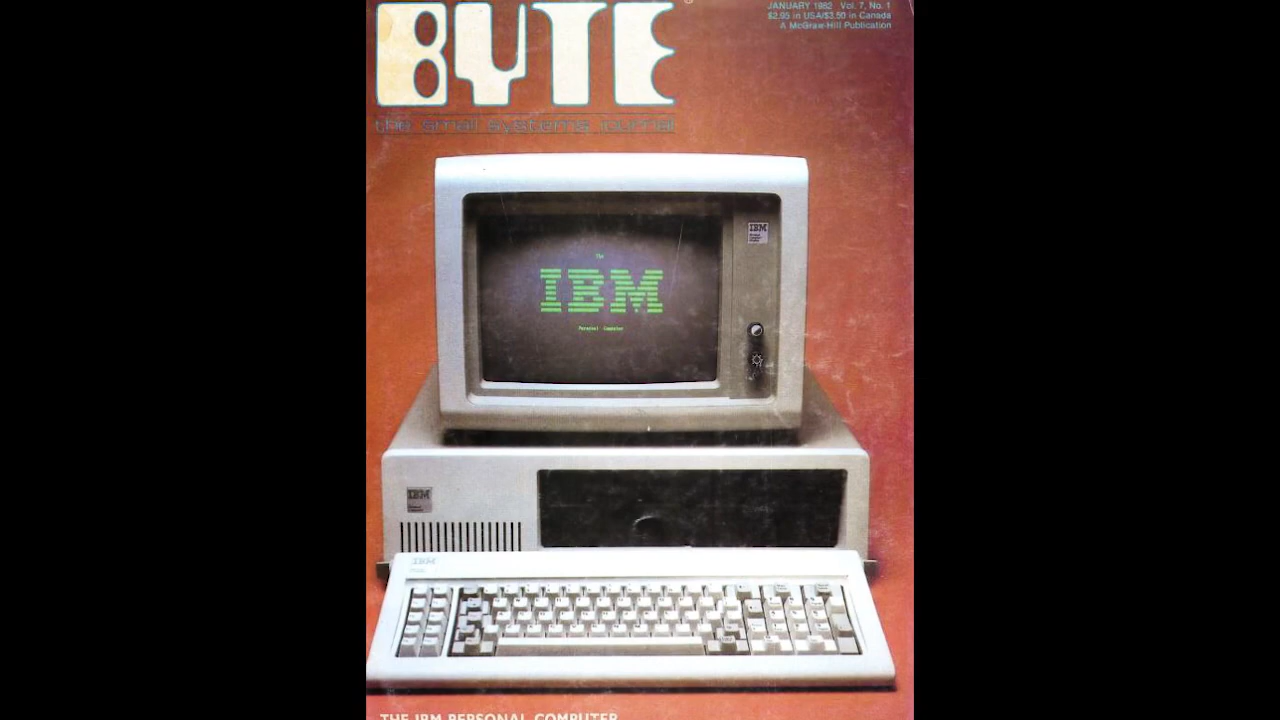 BYTE
JANUARY 1982 Vol. 7, No. 1
$2.95 in USA/$3.50 in Canada
A McGraw-Hill Publication
the small systems journal
IBM
The
IBM
Personal Computer
IBM
IBM
THE IBM PERSONAL COMPUTER